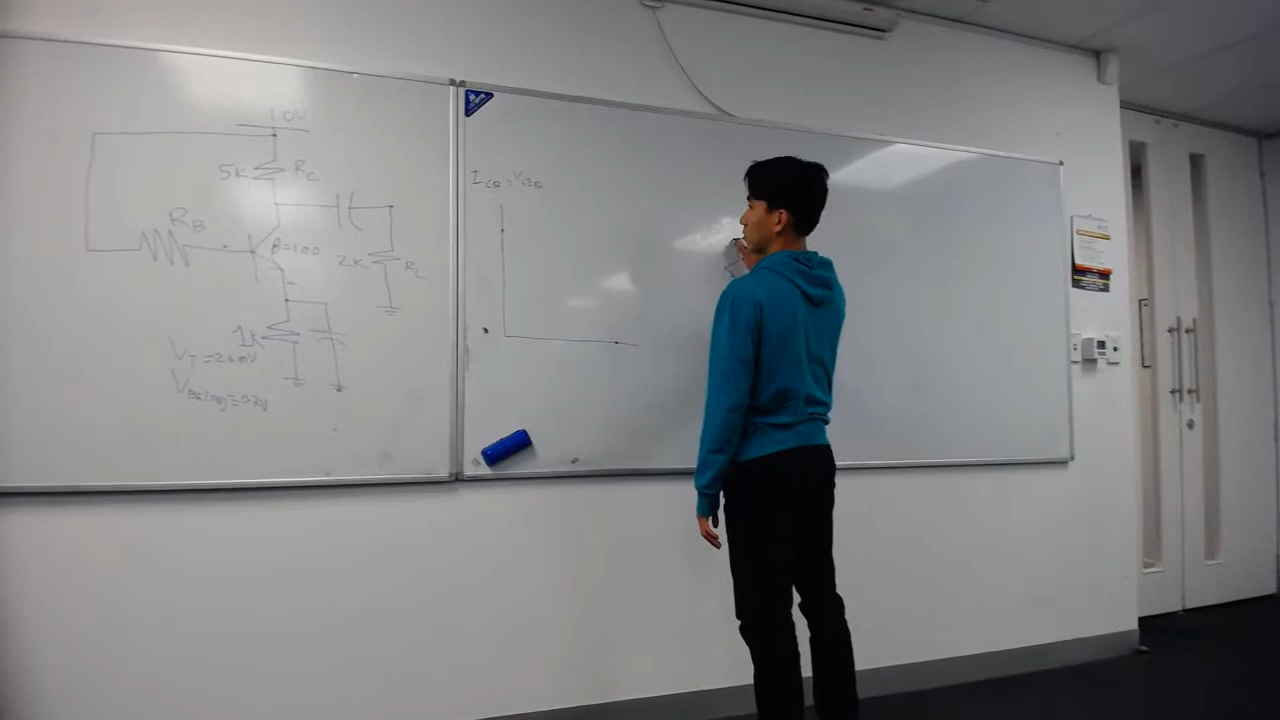 10V
5K
RC
RB
β=100
2K
RL
1K
VT=26mV
VBE(on)=0.7V
ICQ, VCEQ